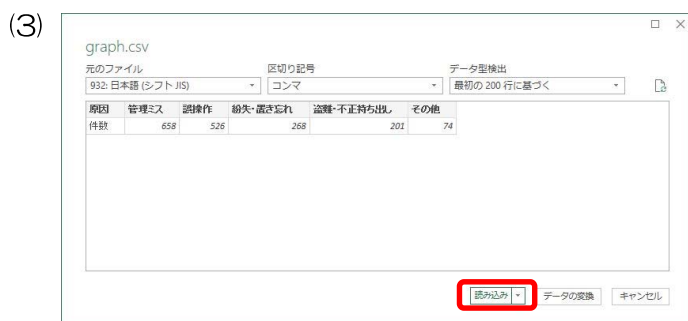 (3)
graph.csv
元のファイル 区切り記号 データ型検出
932: 日本語 (シフト JIS) コンマ 最初の 200 行に基づく
原因 管理ミス 誤操作 紛失・置き忘れ 盗難・不正持ち出し その他
件数 658 526 268 201 74
読み込み データの変換 キャンセル